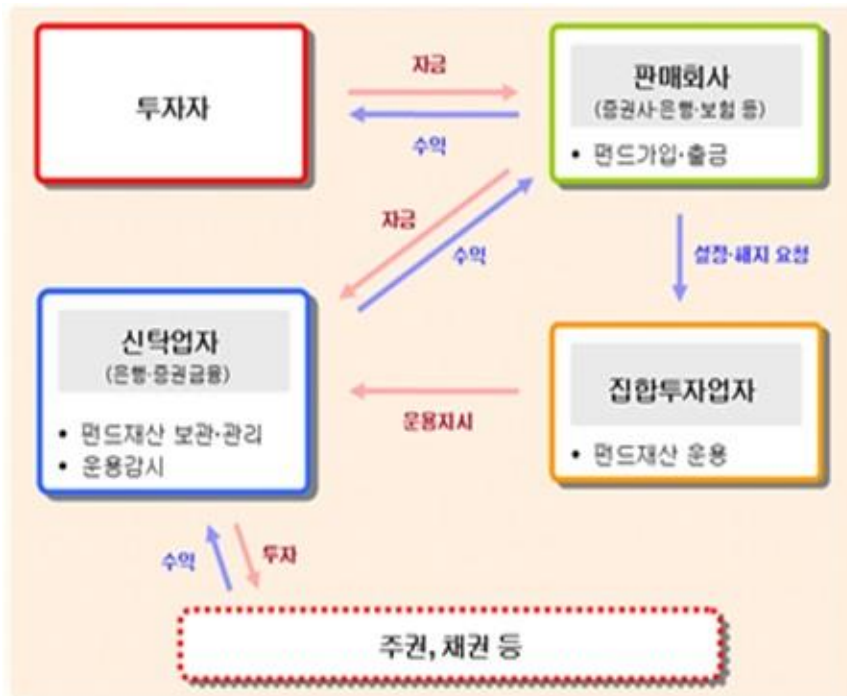 투자자
자금
수익
판매회사
(증권사·은행·보험 등)
• 펀드가입·출금
자금
수익
설정·해지 요청
신탁업자
(은행·증권금융)
• 펀드재산 보관·관리
• 운용감시
운용지시
집합투자업자
• 펀드재산 운용
수익
투자
주권, 채권 등